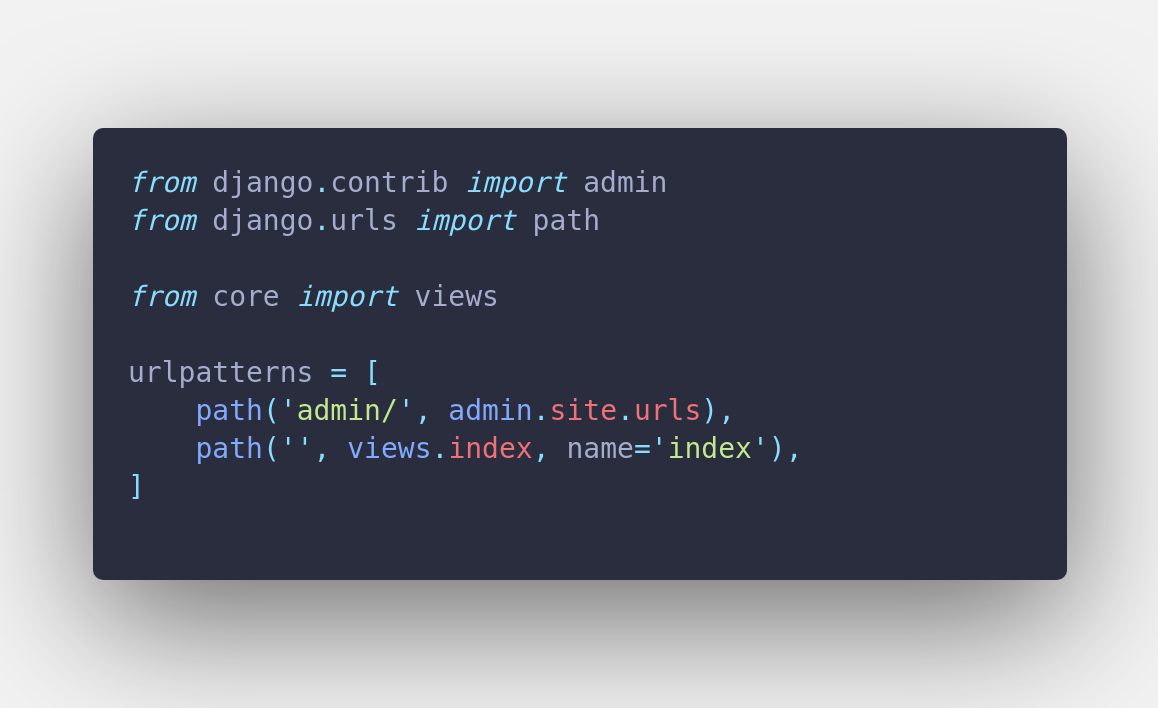 from django.contrib import admin
from django.urls import path

from core import views

urlpatterns = [
    path('admin/', admin.site.urls),
    path('', views.index, name='index'),
]